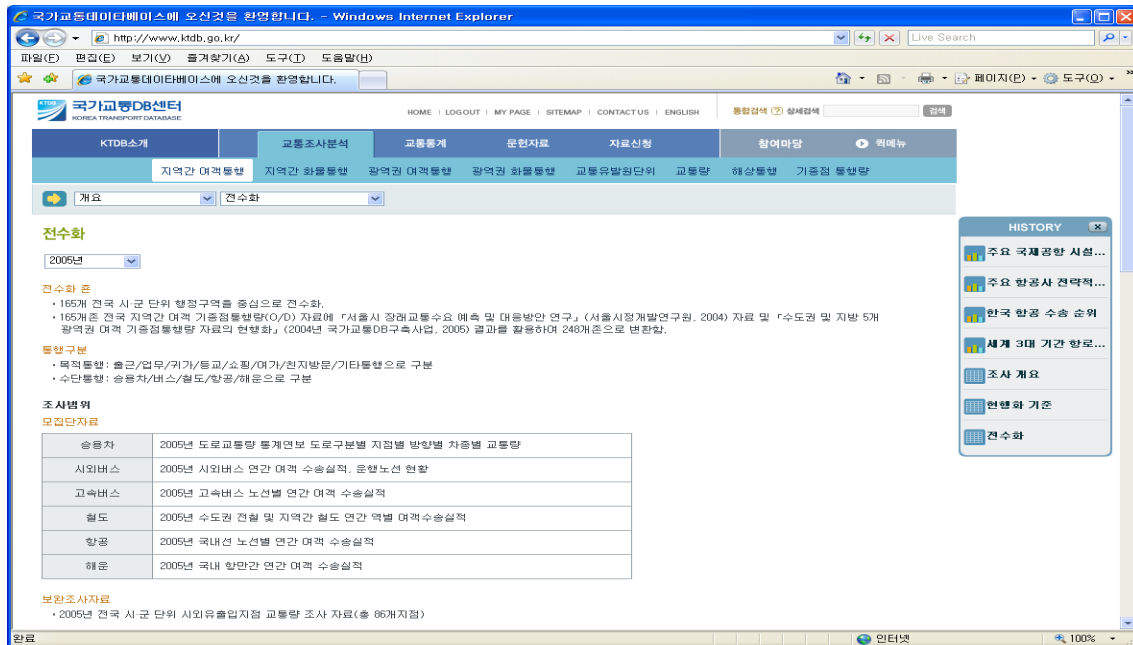 국가교통데이타베이스에 오신것을 환영합니다. - Windows Internet Explorer
http://www.ktdb.go.kr/
Live Search
파일(F) 편집(E) 보기(V) 즐겨찾기(A) 도구(T) 도움말(H)
국가교통데이타베이스에 오신것을 환영합니다.
페이지(P) 도구(O)
KTDB 국가교통DB센터
KOREA TRANSPORT DATABASE
HOME | LOGOUT | MY PAGE | SITEMAP | CONTACT US | ENGLISH
통합검색 상세검색 검색
KTDB소개 교통조사분석 교통통계 문헌자료 자료신청 참여마당 퀵메뉴
지역간 여객통행 지역간 화물통행 광역권 여객통행 광역권 화물통행 교통유발원단위 교통량 해상통행 기종점 통행량
개요 전수화
전수화
2005년
전수화 존
• 165개 전국 시·군 단위 행정구역을 중심으로 전수화.
• 165개존 전국 지역간 여객 기종점통행량(O/D) 자료에 「서울시 장래교통수요 예측 및 대응방안 연구」(서울시정개발연구원, 2004) 자료 및 「수도권 및 지방 5개
광역권 여객 기종점통행량 자료의 현행화」(2004년 국가교통DB구축사업, 2005) 결과를 활용하여 248개존으로 변환함.
통행구분
• 목적통행: 출근/업무/귀가/등교/쇼핑/여가/친지방문/기타통행으로 구분
• 수단통행: 승용차/버스/철도/항공/해운으로 구분
조사범위
모집단자료
승용차 2005년 도로교통량 통계연보 도로구분별 지점별 방향별 차종별 교통량
시외버스 2005년 시외버스 연간 여객 수송실적, 운행노선 현황
고속버스 2005년 고속버스 노선별 연간 여객 수송실적
철도 2005년 수도권 전철 및 지역간 철도 연간 역별 여객수송실적
항공 2005년 국내선 노선별 연간 여객 수송실적
해운 2005년 국내 항만간 연간 여객 수송실적
보완조사자료
• 2005년 전국 시·군 단위 시외유출입지점 교통량 조사 자료(총 86개지점)
HISTORY
주요 국제공항 시설...
주요 항공사 전략적...
한국 항공 수송 순위
세계 3대 기간 항로...
조사 개요
현행화 기준
전수화
완료 인터넷 100%